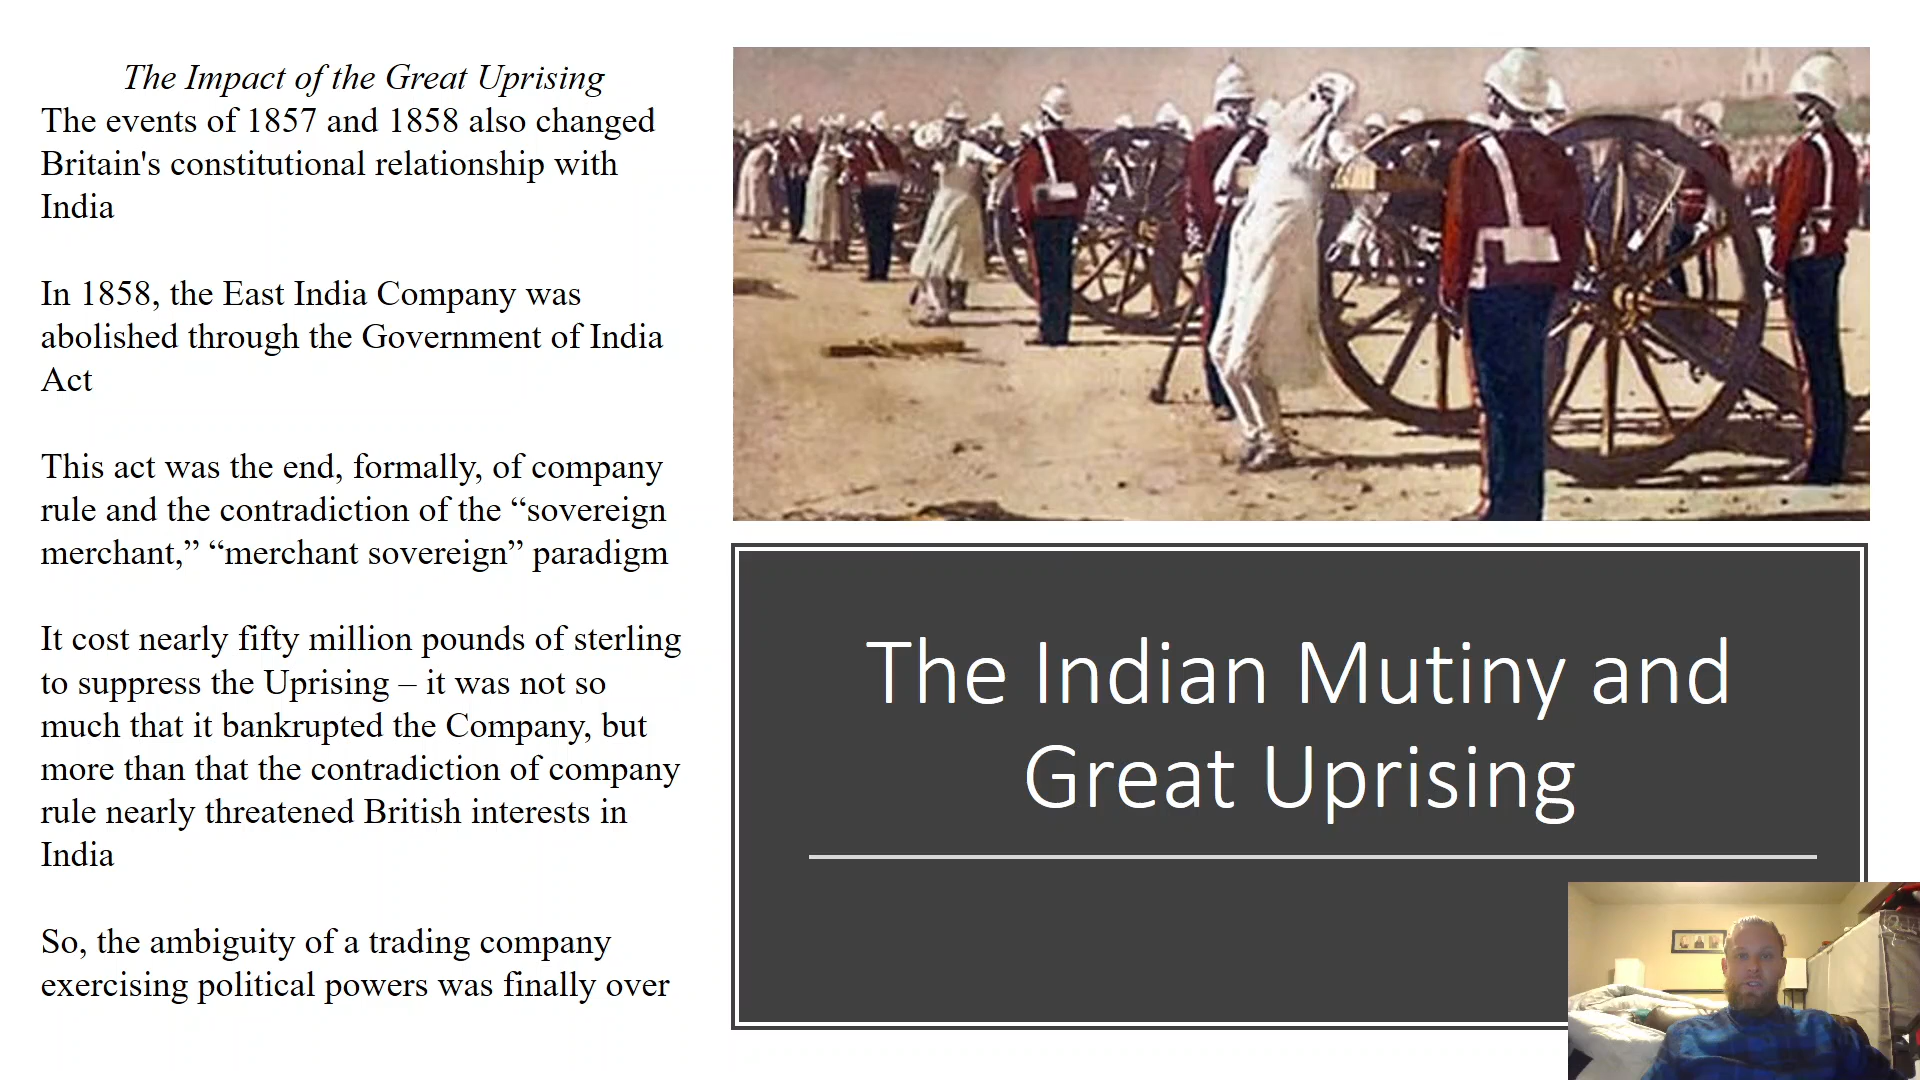 The Impact of the Great Uprising
The events of 1857 and 1858 also changed
Britain's constitutional relationship with
India
In 1858, the East India Company was
abolished through the Government of India
Act
This act was the end, formally, of company
rule and the contradiction of the “sovereign
merchant,” “merchant sovereign” paradigm
It cost nearly fifty million pounds of sterling
to suppress the Uprising – it was not so
much that it bankrupted the Company, but
more than that the contradiction of company
rule nearly threatened British interests in
India
So, the ambiguity of a trading company
exercising political powers was finally over
The Indian Mutiny and
Great Uprising